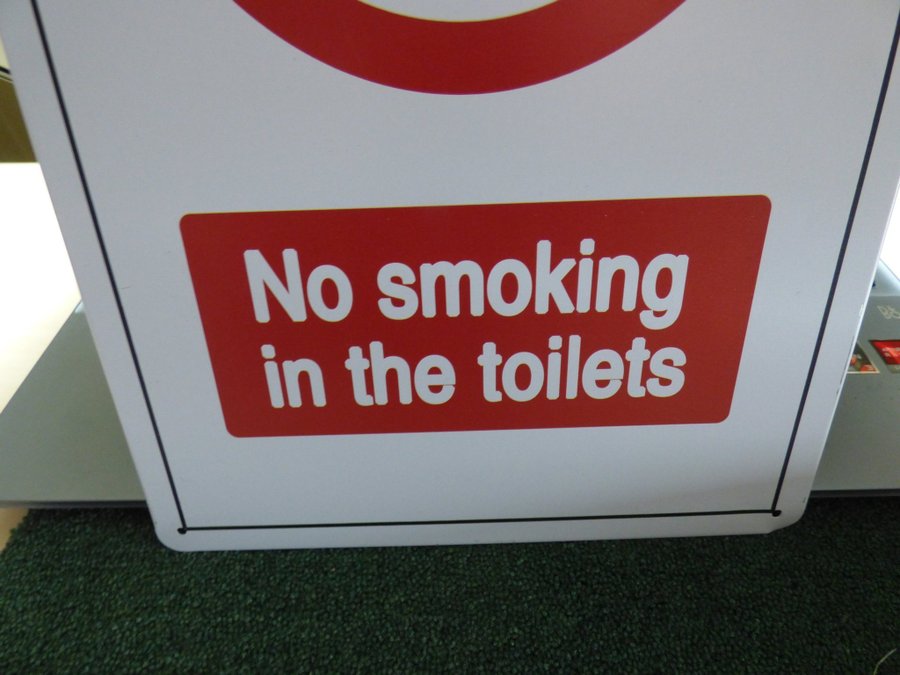 No smoking
in the toilets